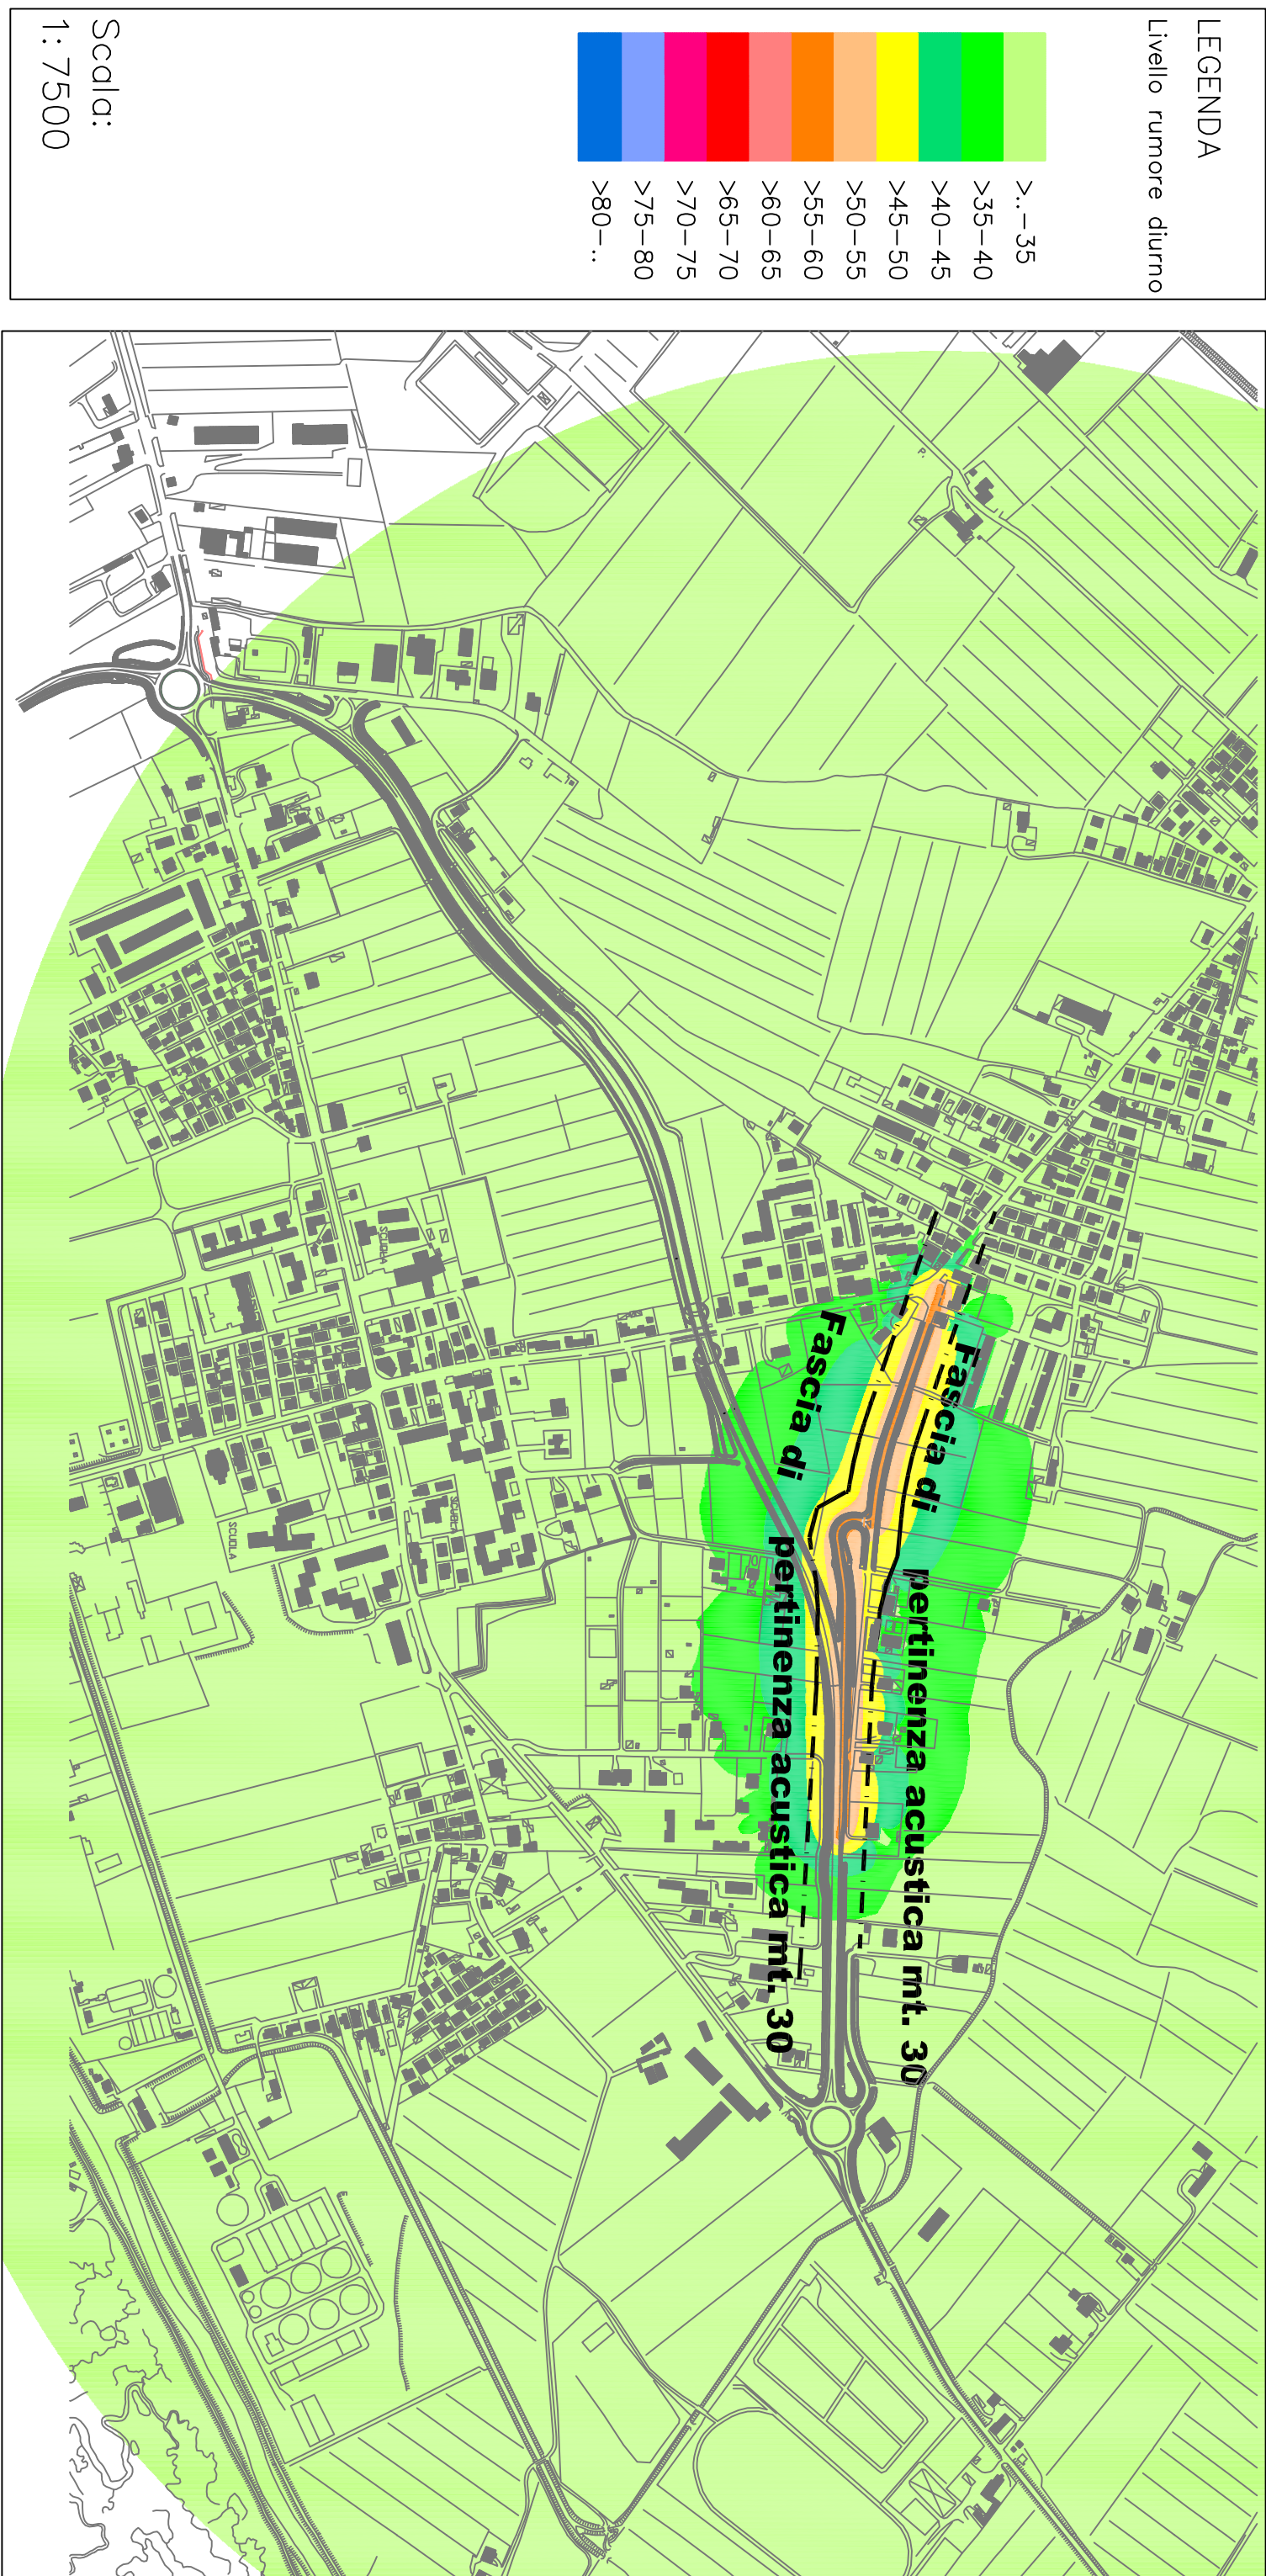 LEGENDA
Livello rumore diurno
>..-35
>35-40
>40-45
>45-50
>50-55
>55-60
>60-65
>65-70
>70-75
>75-80
>80-..
Scala:
1: 7500
Fascia di pertinenza acustica mt. 30
Fascia di pertinenza acustica mt. 30
P.
SCUOLA
SCUOLA
SCUOLA